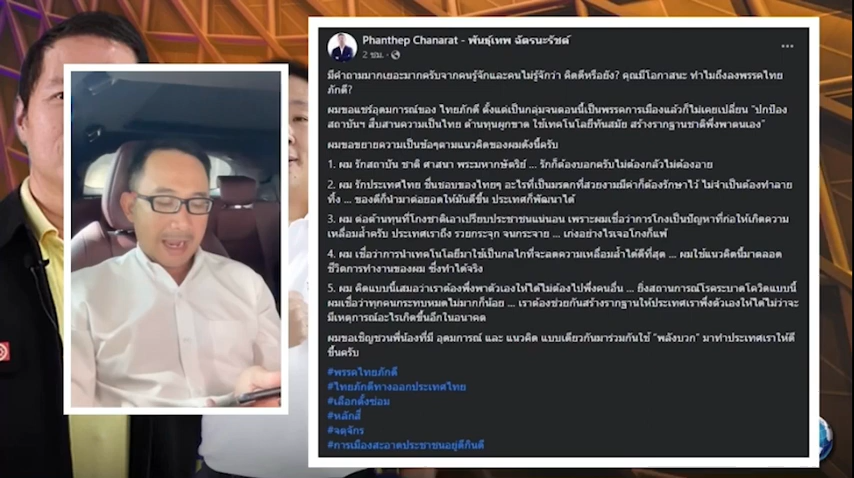 Phanthep Chanarat - พันธุ์เทพ ฉัตรนะรัชต์
2 ชม.
มีคำถามมากเยอะมากครับจากคนรู้จักและคนไม่รู้จักว่า คิดดีหรือยัง? คุณมีโอกาสนะ ทำไมถึงลงพรรคไทย
ภักดี?
ผมขอแชร์อุดมการณ์ของ ไทยภักดี ตั้งแต่เป็นกลุ่มจนตอนนี้เป็นพรรคการเมืองแล้วก็ไม่เคยเปลี่ยน "ปกป้อง
สถาบันฯ สืบสานความเป็นไทย ต้านทุนผูกขาด ใช้เทคโนโลยีทันสมัย สร้างรากฐานชาติพึ่งพาตนเอง"
ผมขอขยายความเป็นข้อๆตามแนวคิดของผมดังนี้ครับ
1. ผม รักสถาบัน ชาติ ศาสนา พระมหากษัตริย์ ... รักก็ต้องบอกครับไม่ต้องกลัวไม่ต้องอาย
2. ผม รักประเทศไทย ชื่นชอบของไทยๆ อะไรที่เป็นมรดกที่สวยงามมีค่าก็ต้องรักษาไว้ ไม่จำเป็นต้องทำลาย
ทิ้ง ... ของดีก็นำมาต่อยอดให้มันดีขึ้น ประเทศก็พัฒนาได้
3. ผม ต่อต้านทุนที่โกงชาติเอาเปรียบประชาชนแน่นอน เพราะผมเชื่อว่าการโกงเป็นปัญหาที่ก่อให้เกิดความ
เหลื่อมล้ำครับ ประเทศเราถึง รวยกระจุก จนกระจาย ... เก่งอย่างไรเจอโกงก็แพ้
4. ผม เชื่อว่าการนำเทคโนโลยีมาใช้เป็นกลไกที่จะลดความเหลื่อมล้ำได้ดีที่สุด ... ผมใช้แนวคิดนี้มาตลอด
ชีวิตการทำงานของผม ซึ่งทำได้จริง
5. ผม คิดแบบนี้เสมอว่าเราต้องพึ่งพาตัวเองให้ได้ไม่ต้องไปพึ่งคนอื่น ... ยิ่งสถานการณ์โรคระบาดโควิดแบบนี้
ผมเชื่อว่าทุกคนกระทบหมดไม่มากก็น้อย ... เราต้องช่วยกันสร้างรากฐานให้ประเทศเราพึ่งตัวเองให้ได้ไม่ว่าจะ
มีเหตุการณ์อะไรเกิดขึ้นอีกในอนาคต
ผมขอเชิญชวนพี่น้องที่มี อุดมการณ์ และ แนวคิด แบบเดียวกันมาร่วมกันใช้ "พลังบวก" มาทำประเทศเราให้ดี
ขึ้นครับ
#พรรคไทยภักดี
#ไทยภักดีทางออกประเทศไทย
#เลือกตั้งซ่อม
#หลักสี่
#จตุจักร
#การเมืองสะอาดประชาชนอยู่ดีกินดี